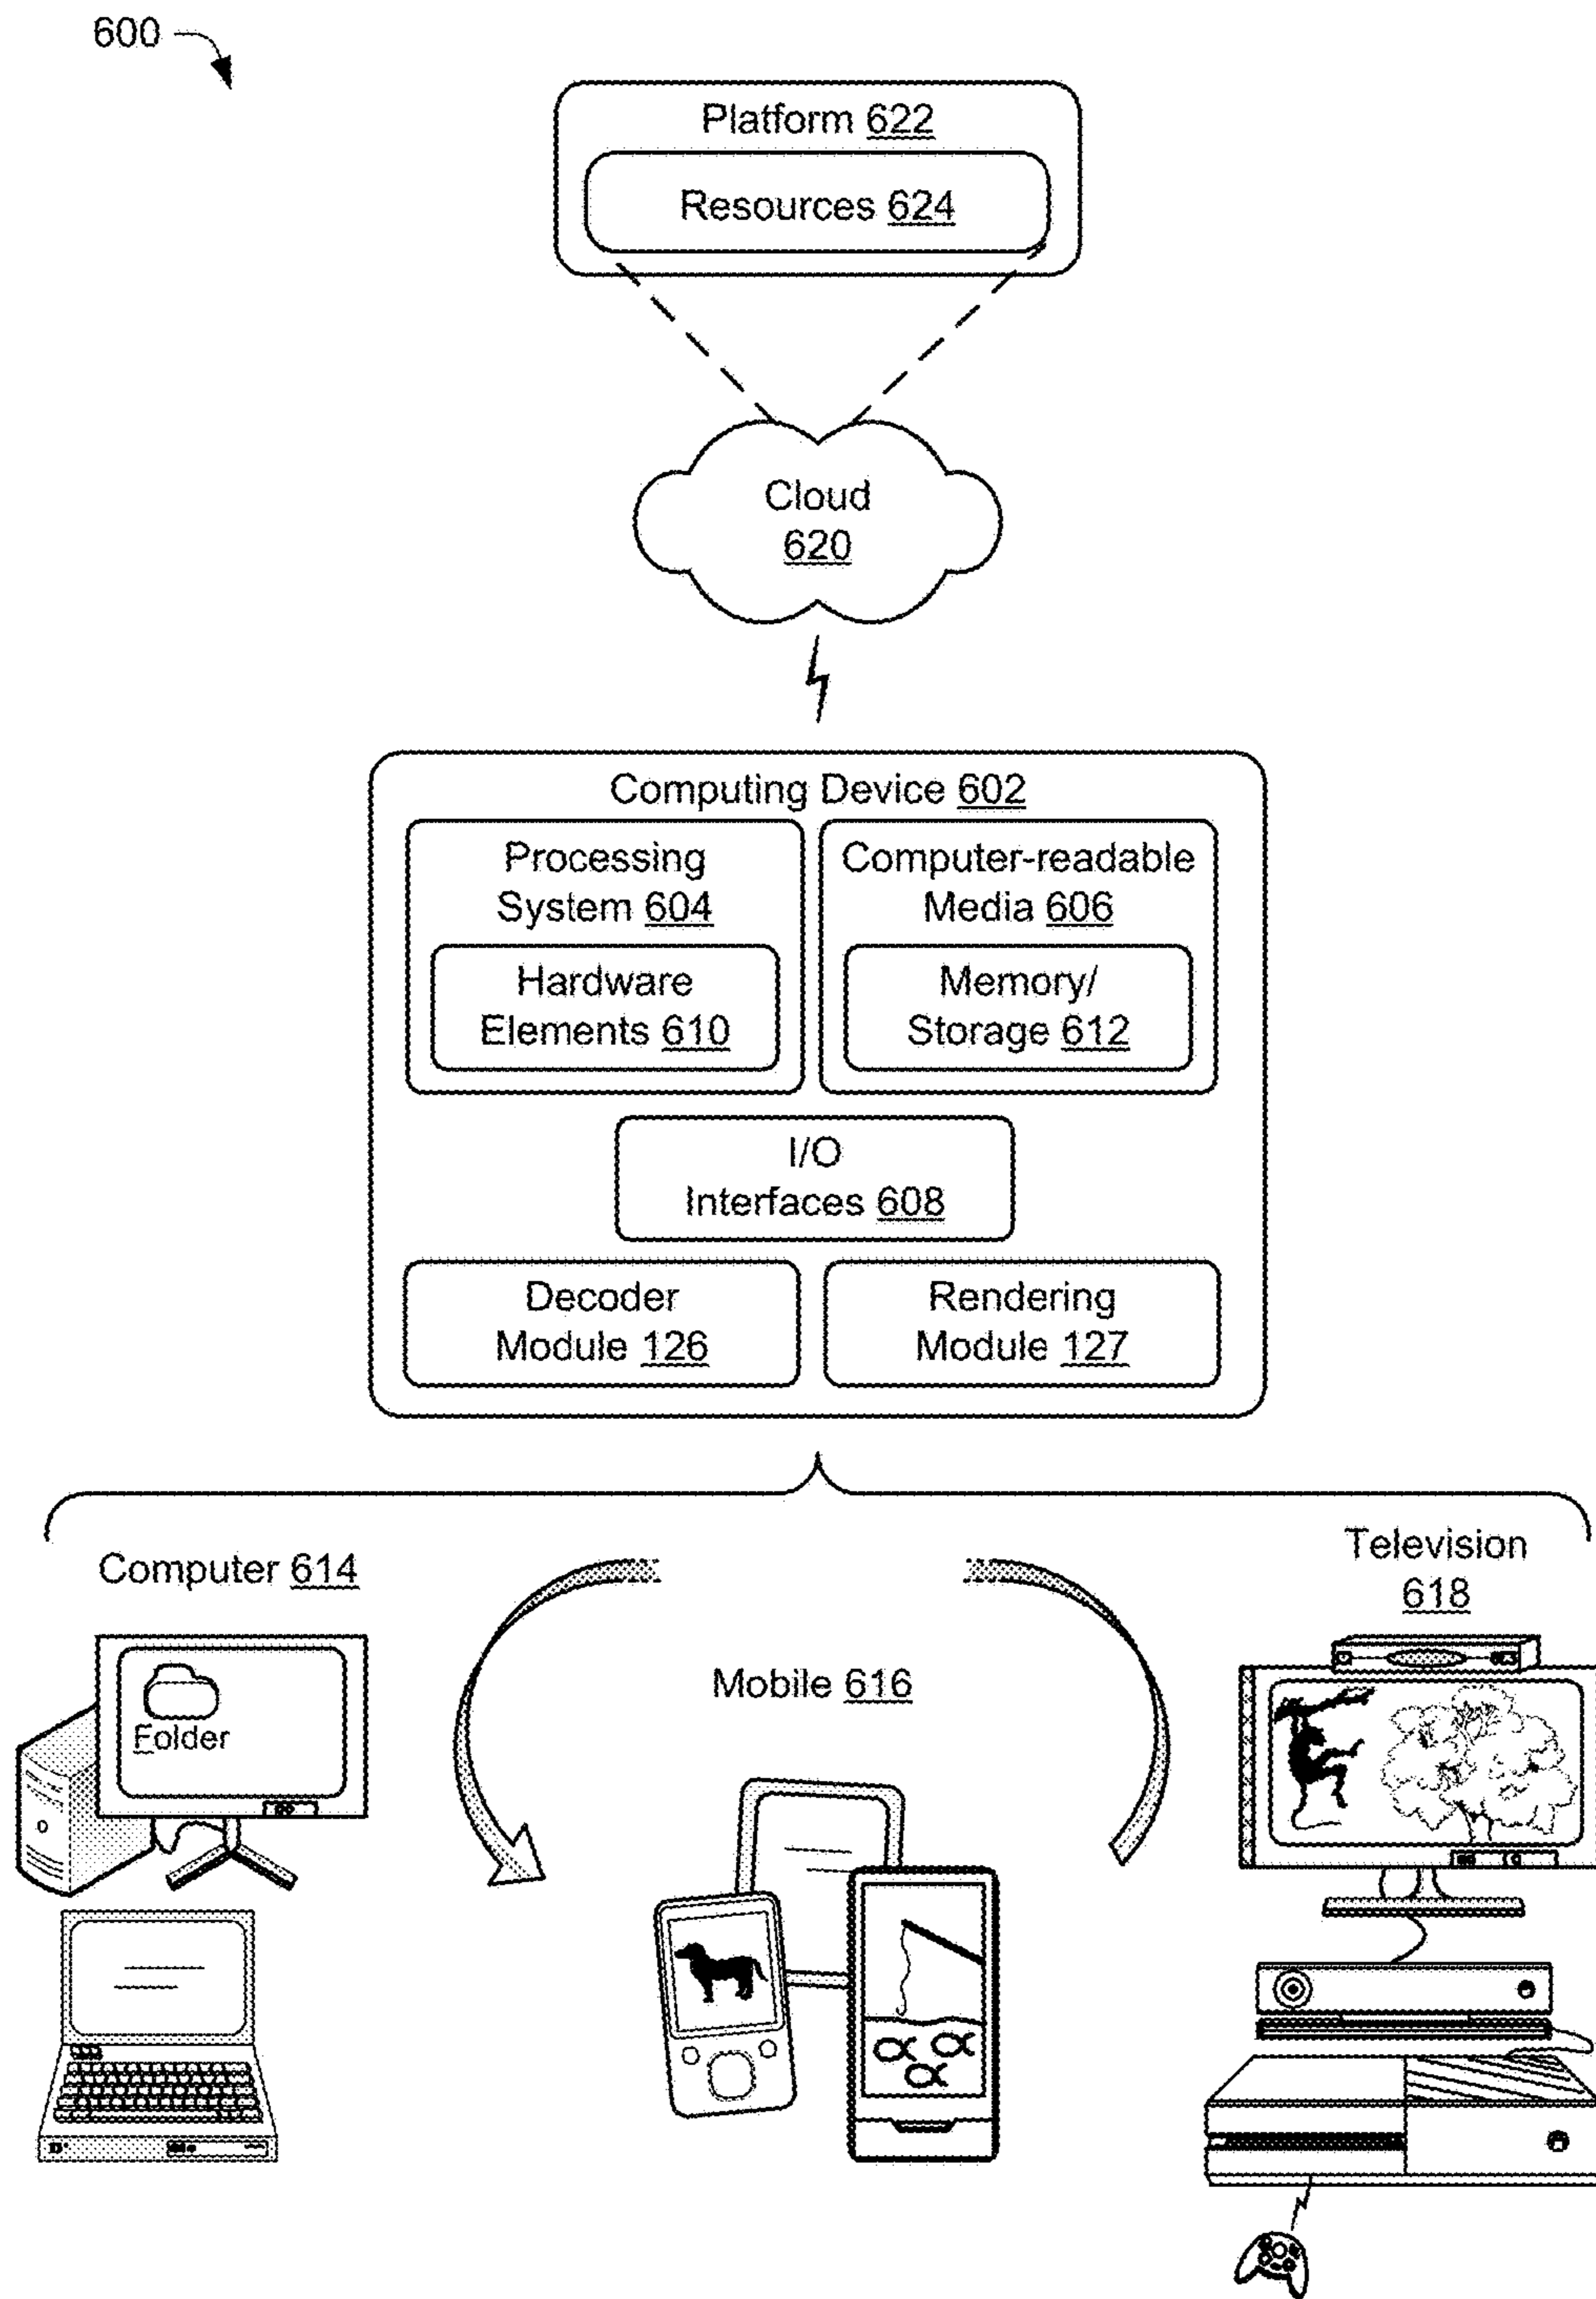 600
Platform 622
Resources 624
Cloud
620
Computing Device 602
Processing
System 604
Hardware
Elements 610
Computer-readable
Media 606
Memory/
Storage 612
I/O
Interfaces 608
Decoder
Module 126
Rendering
Module 127
Computer 614
Folder
Mobile 616
Television
618